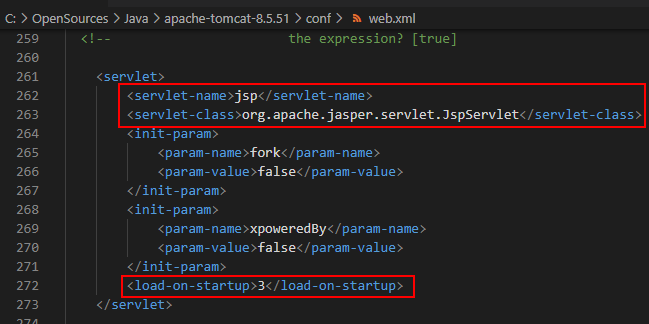 C: > OpenSources > Java > apache-tomcat-8.5.51 > conf > web.xml
259 <!-- the expression? [true]
260
261 <servlet>
262 <servlet-name>jsp</servlet-name>
263 <servlet-class>org.apache.jasper.servlet.JspServlet</servlet-class>
264 <init-param>
265 <param-name>fork</param-name>
266 <param-value>false</param-value>
267 </init-param>
268 <init-param>
269 <param-name>xpoweredBy</param-name>
270 <param-value>false</param-value>
271 </init-param>
272 <load-on-startup>3</load-on-startup>
273 </servlet>